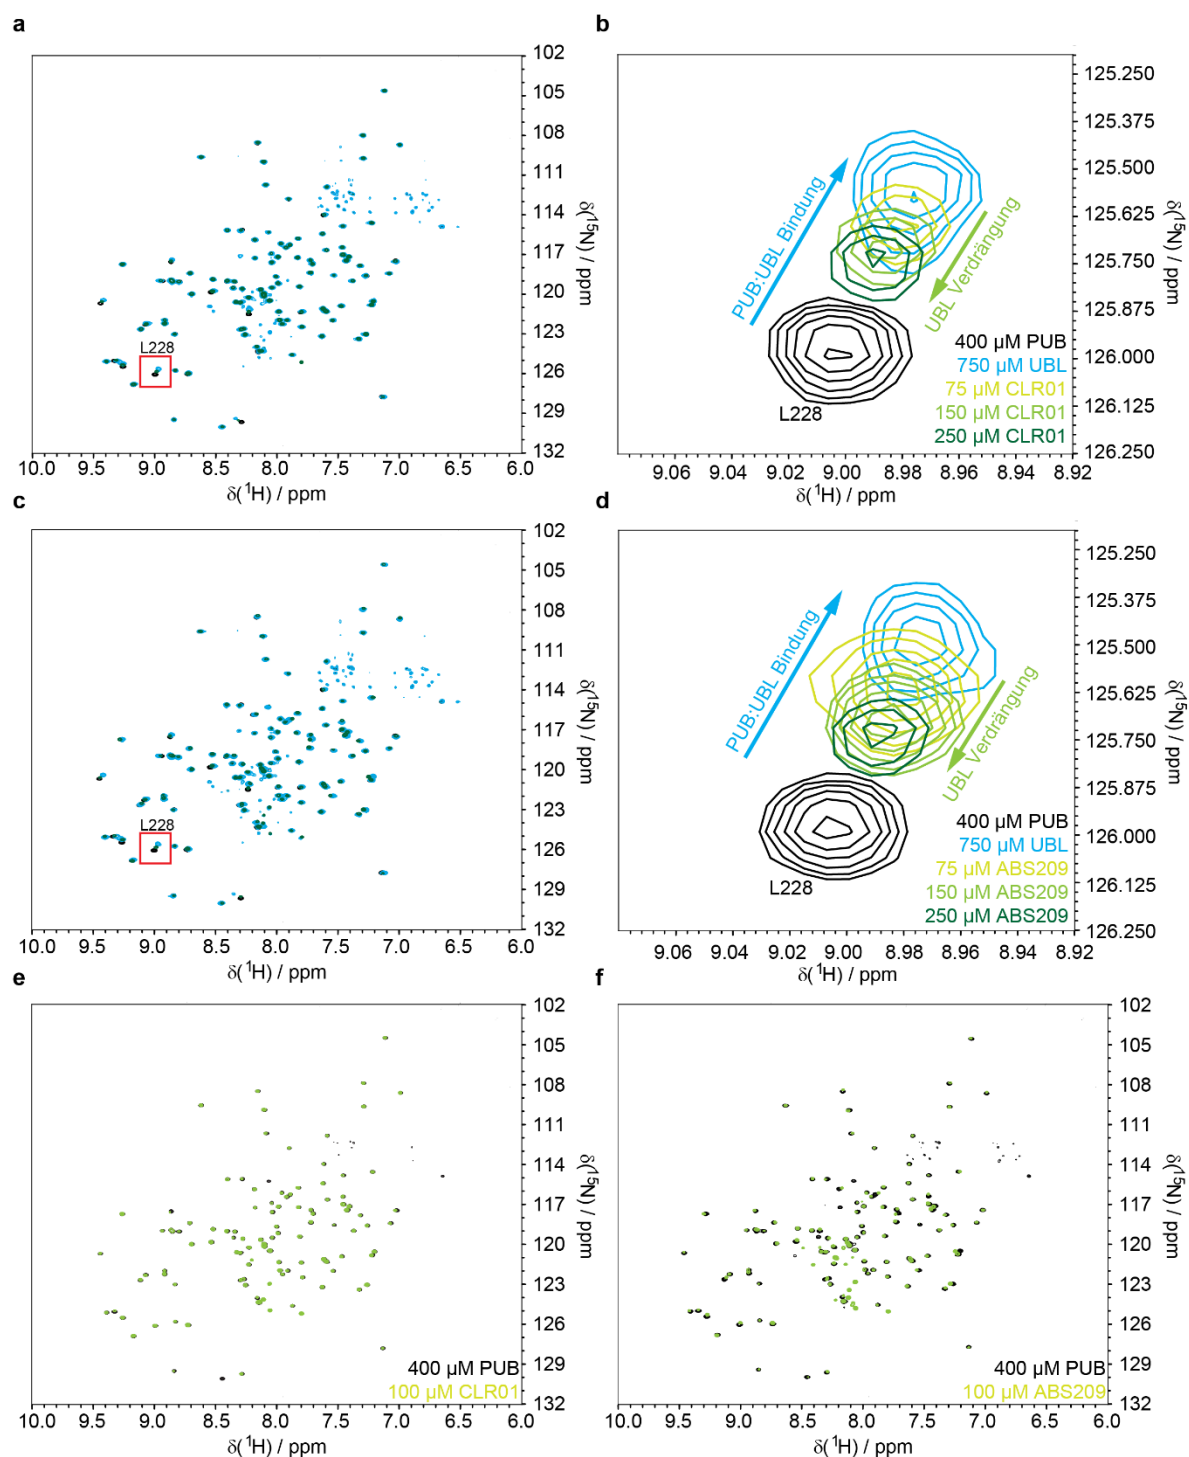 a
102
105
108
111
114
117
120
123
126
129
132
δ(¹⁵N) / ppm
L228
10.0 9.5 9.0 8.5 8.0 7.5 7.0 6.5 6.0
δ(¹H) / ppm
b
125.250
125.375
125.500
125.625
125.750
125.875
126.000
126.125
126.250
δ(¹⁵N) / ppm
PUB:UBL Bindung
UBL Verdrängung
400 µM PUB
750 µM UBL
75 µM CLR01
150 µM CLR01
250 µM CLR01
L228
9.06 9.04 9.02 9.00 8.98 8.96 8.94 8.92
δ(¹H) / ppm
c
102
105
108
111
114
117
120
123
126
129
132
δ(¹⁵N) / ppm
L228
10.0 9.5 9.0 8.5 8.0 7.5 7.0 6.5 6.0
δ(¹H) / ppm
d
125.250
125.375
125.500
125.625
125.750
125.875
126.000
126.125
126.250
δ(¹⁵N) / ppm
PUB:UBL Bindung
UBL Verdrängung
400 µM PUB
750 µM UBL
75 µM ABS209
150 µM ABS209
250 µM ABS209
L228
9.06 9.04 9.02 9.00 8.98 8.96 8.94 8.92
δ(¹H) / ppm
e
102
105
108
111
114
117
120
123
126
129
132
δ(¹⁵N) / ppm
400 µM PUB
100 µM CLR01
10.0 9.5 9.0 8.5 8.0 7.5 7.0 6.5 6.0
δ(¹H) / ppm
f
102
105
108
111
114
117
120
123
126
129
132
δ(¹⁵N) / ppm
400 µM PUB
100 µM ABS209
10.0 9.5 9.0 8.5 8.0 7.5 7.0 6.5 6.0
δ(¹H) / ppm